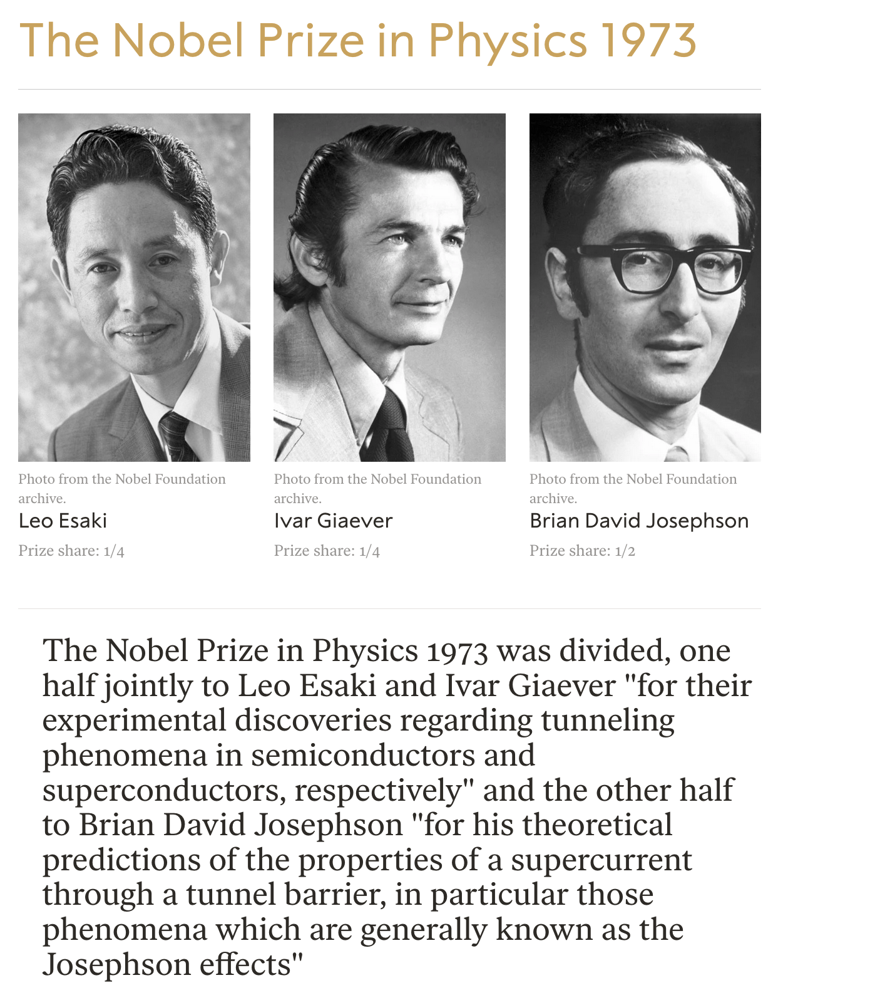 The Nobel Prize in Physics 1973
Photo from the Nobel Foundation
archive.
Leo Esaki
Prize share: 1/4
Photo from the Nobel Foundation
archive.
Ivar Giaever
Prize share: 1/4
Photo from the Nobel Foundation
archive.
Brian David Josephson
Prize share: 1/2
The Nobel Prize in Physics 1973 was divided, one
half jointly to Leo Esaki and Ivar Giaever "for their
experimental discoveries regarding tunneling
phenomena in semiconductors and
superconductors, respectively" and the other half
to Brian David Josephson "for his theoretical
predictions of the properties of a supercurrent
through a tunnel barrier, in particular those
phenomena which are generally known as the
Josephson effects"